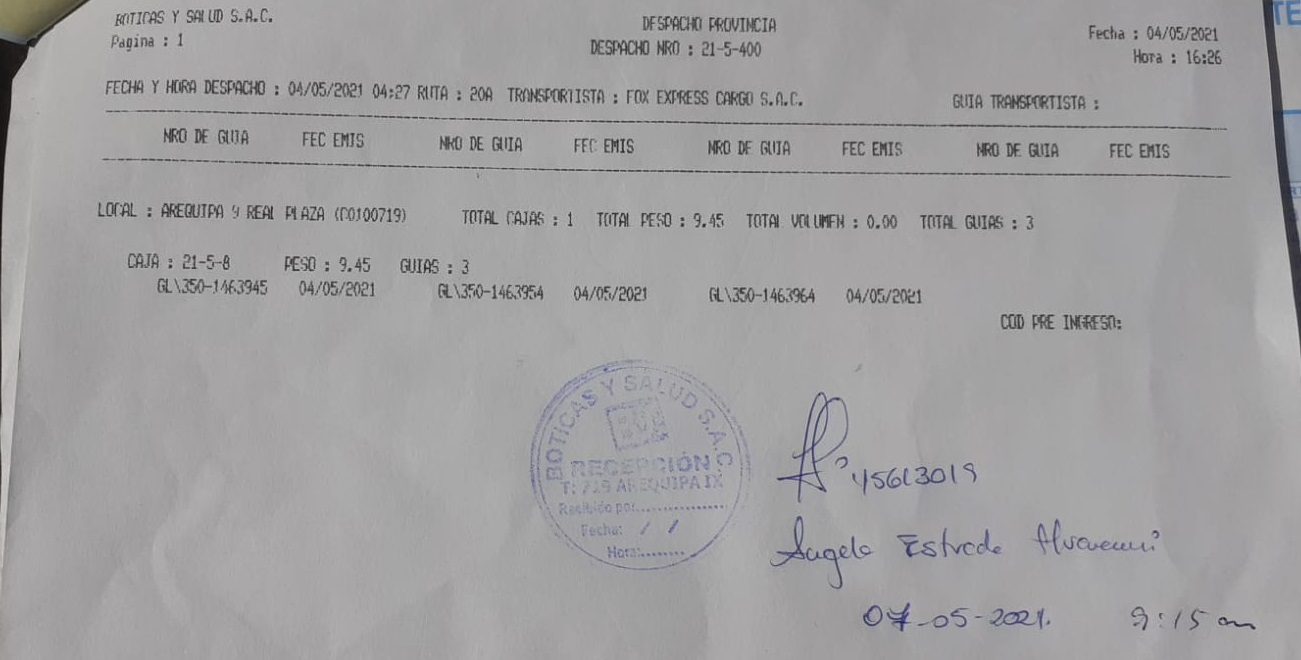 BOTICAS Y SALUD S.A.C.
DESPACHO PROVINCIA
Fecha : 04/05/2021
Pagina : 1
DESPACHO NRO : 21-5-400
Hora : 16:26
FECHA Y HORA DESPACHO : 04/05/2021 04:27 RUTA : 20A TRANSPORTISTA : FOX EXPRESS CARGO S.A.C. GUIA TRANSPORTISTA :
NRO DE GUIA FEC EMIS NRO DE GUIA FEC EMIS NRO DE GUIA FEC EMIS NRO DE GUIA FEC EMIS
LOCAL : AREQUIPA 9 REAL PLAZA (C0100719) TOTAL CAJAS : 1 TOTAL PESO : 9.45 TOTAL VOLUMEN : 0.00 TOTAL GUIAS : 3
CAJA : 21-5-8 PESO : 9.45 GUIAS : 3
GL\350-1463945 04/05/2021 GL\350-1463954 04/05/2021 GL\350-1463964 04/05/2021
COD PRE INGRESO:
BOTICAS Y SALUD S.A.C
RECEPCIÓN
T: 719 AREQUIPA IX
Recibido por:
Fecha: / /
Hora:
45613019
Angela Estrada
07-05-2021. 9:15 am
TE